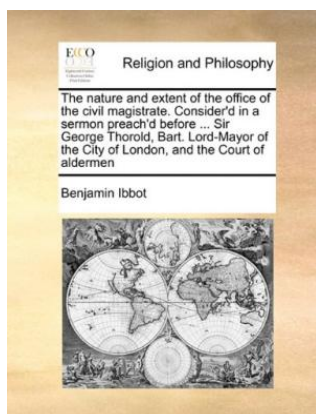 ECCO
Religion and Philosophy
The nature and extent of the office of
the civil magistrate. Consider'd in a
sermon preach'd before ... Sir
George Thorold, Bart. Lord-Mayor of
the City of London, and the Court of
aldermen
Benjamin Ibbot